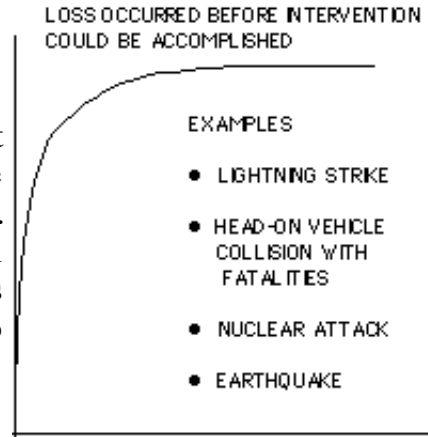 LOSS OCCURRED BEFORE INTERVENTION
COULD BE ACCOMPLISHED
EXAMPLES
● LIGHTNING STRIKE
● HEAD-ON VEHICLE
COLLISION WITH
FATALITIES
● NUCLEAR ATTACK
● EARTHQUAKE